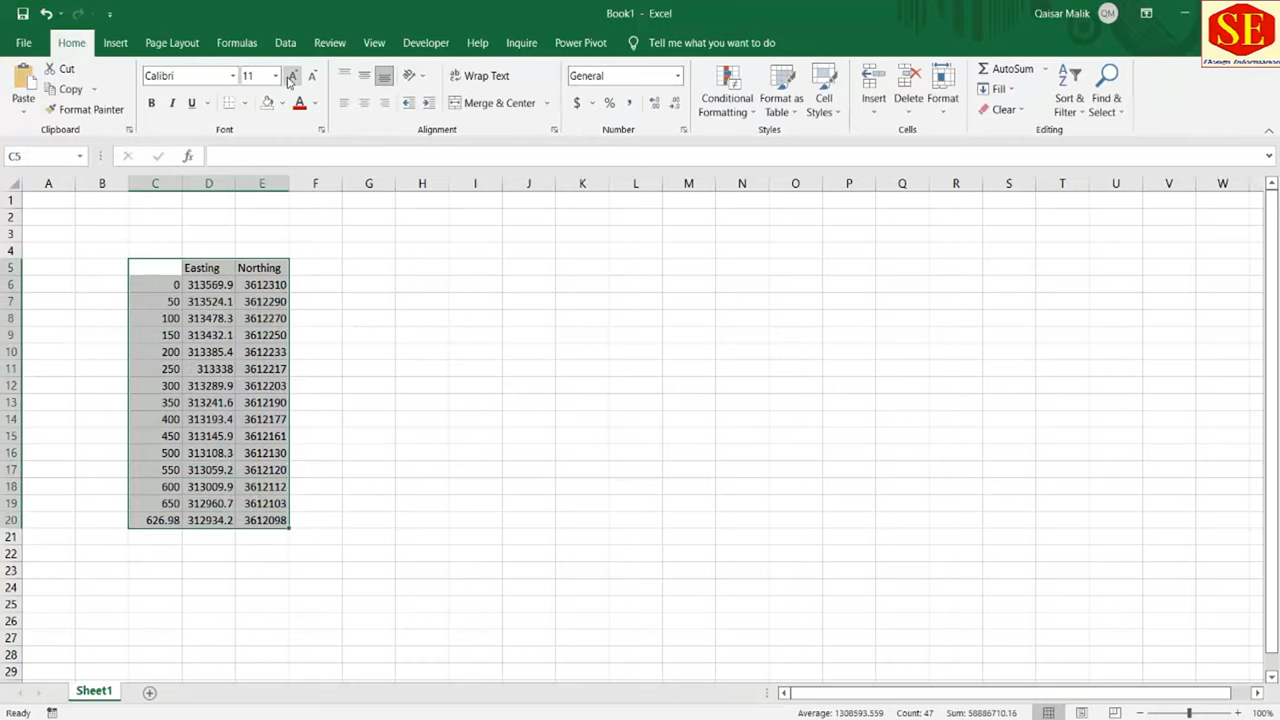 Book1 - Excel
Qaisar Malik
QM
SE
File Home Insert Page Layout Formulas Data Review View Developer Help Inquire Power Pivot Tell me what you want to do
Paste
Cut
Copy
Format Painter
Clipboard
Calibri 11
B I U
Font
Wrap Text
Merge & Center
Alignment
General
$ % ,
Number
Conditional Formatting
Format as Table
Cell Styles
Styles
Insert
Delete
Format
Cells
AutoSum
Fill
Clear
Sort & Filter
Find & Select
Editing
C5
fx
A B C D E F G H I J K L M N O P Q R S T U V W
1
2
3
4
5 Easting Northing
6 0 313569.9 3612310
7 50 313524.1 3612290
8 100 313478.3 3612270
9 150 313432.1 3612250
10 200 313385.4 3612233
11 250 313338 3612217
12 300 313289.9 3612203
13 350 313241.6 3612190
14 400 313193.4 3612177
15 450 313145.9 3612161
16 500 313108.3 3612130
17 550 313059.2 3612120
18 600 313009.9 3612112
19 650 312960.7 3612103
20 626.98 312934.2 3612098
21
22
23
24
25
26
27
28
29
Sheet1
Ready
Average: 1308593.559 Count: 47 Sum: 58886710.16
100%